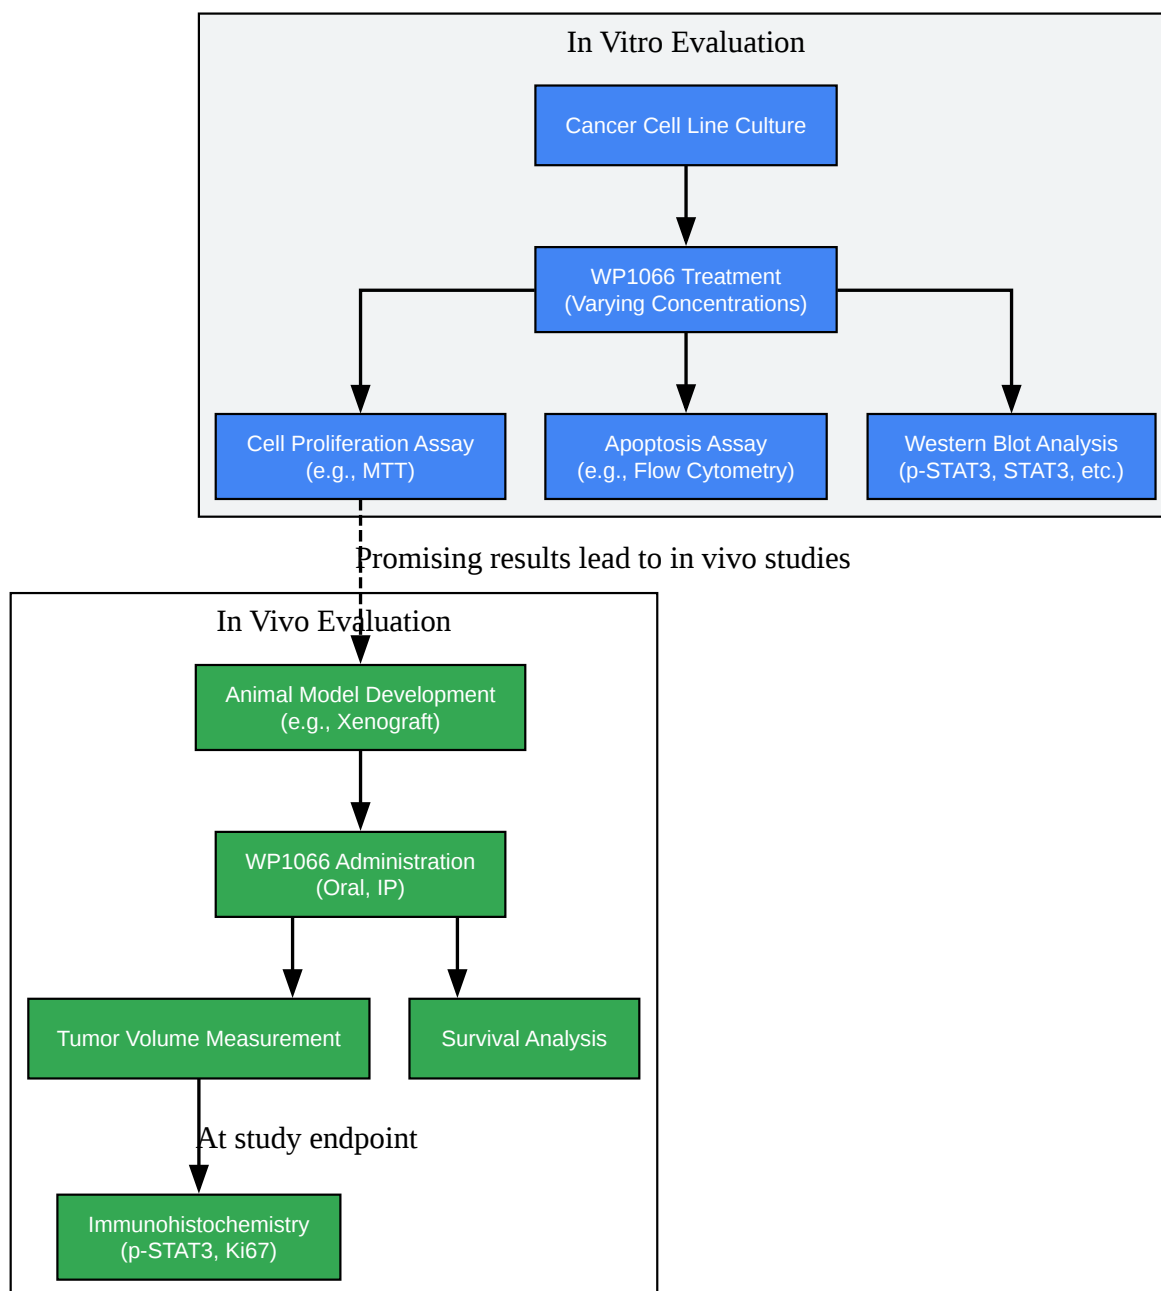 In Vitro Evaluation
Cancer Cell Line Culture
WP1066 Treatment
(Varying Concentrations)
Cell Proliferation Assay
(e.g., MTT)
Apoptosis Assay
(e.g., Flow Cytometry)
Western Blot Analysis
(p-STAT3, STAT3, etc.)
Promising results lead to in vivo studies
In Vivo Evaluation
Animal Model Development
(e.g., Xenograft)
WP1066 Administration
(Oral, IP)
Tumor Volume Measurement
Survival Analysis
At study endpoint
Immunohistochemistry
(p-STAT3, Ki67)